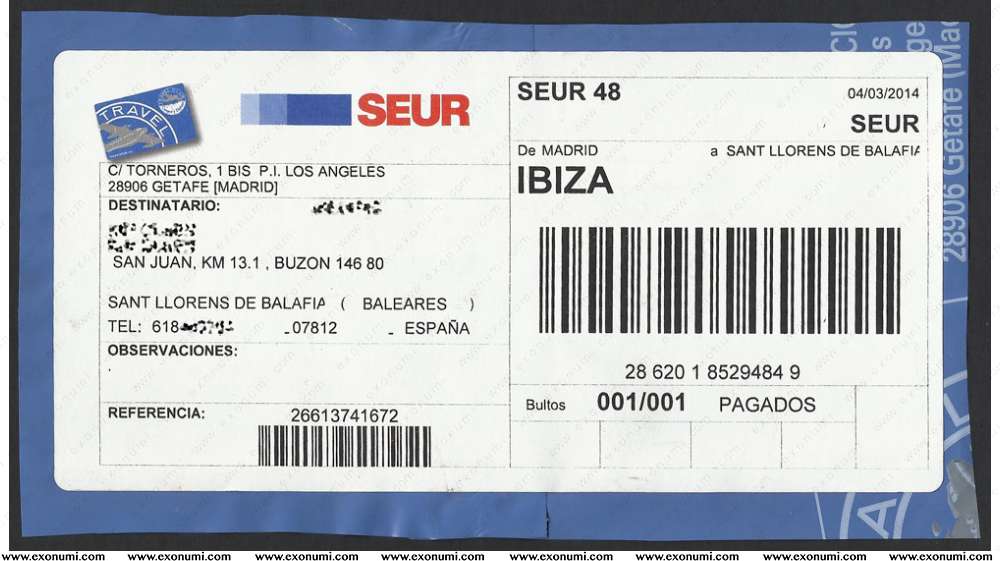 TRAVEL
SEUR
C/ TORNEROS, 1 BIS P.I. LOS ANGELES
28906 GETAFE [MADRID]
DESTINATARIO:
SAN JUAN, KM 13.1 , BUZON 146 80
SANT LLORENS DE BALAFIA ( BALEARES )
TEL: 618
07812 ESPAÑA
OBSERVACIONES:
REFERENCIA:
26613741672
SEUR 48
04/03/2014
SEUR
De MADRID a SANT LLORENS DE BALAFIA
IBIZA
28 620 1 8529484 9
Bultos 001/001 PAGADOS
28906 Getafe (Mad
www.exonumi.com www.exonumi.com www.exonumi.com www.exonumi.com www.exonumi.com www.exonumi.com www.exonumi.com www.exonumi.com